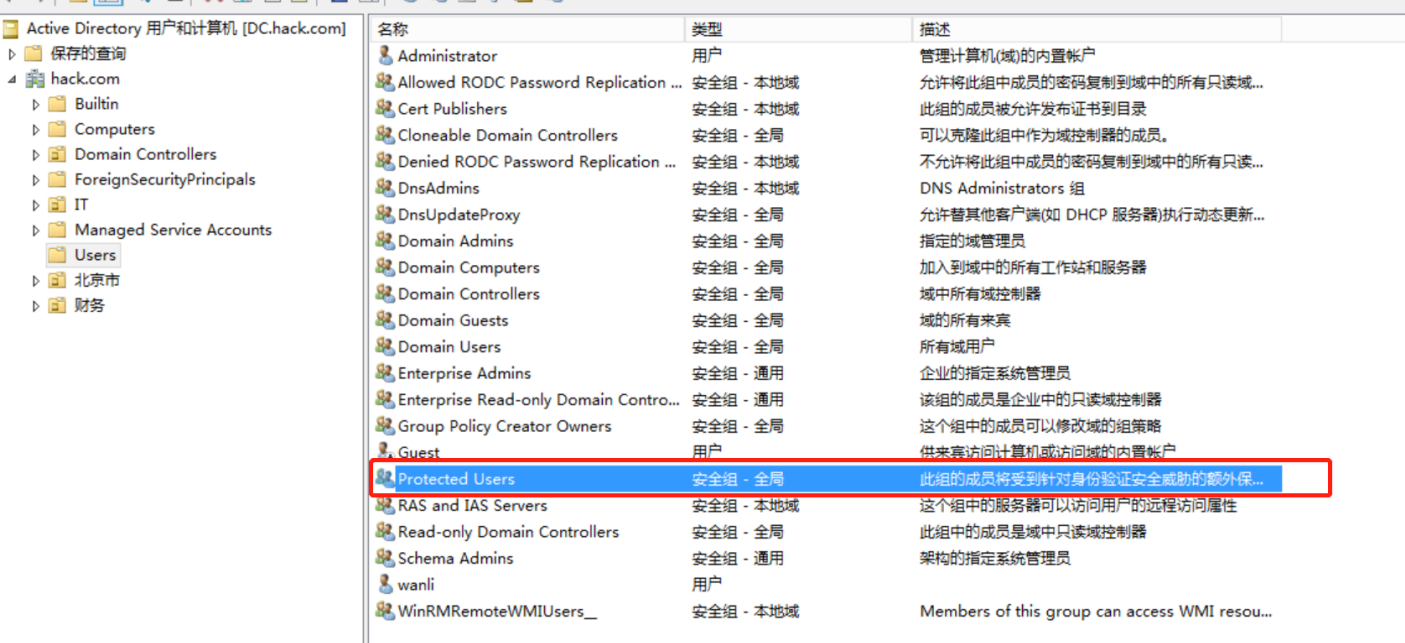 Active Directory 用户和计算机 [DC.hack.com]
保存的查询
hack.com
Builtin
Computers
Domain Controllers
ForeignSecurityPrincipals
IT
Managed Service Accounts
Users
北京市
财务
名称 类型 描述
Administrator 用户 管理计算机(域)的内置帐户
Allowed RODC Password Replication ... 安全组 - 本地域 允许将此组中成员的密码复制到域中的所有只读域...
Cert Publishers 安全组 - 本地域 此组的成员被允许发布证书到目录
Cloneable Domain Controllers 安全组 - 全局 可以克隆此组中作为域控制器的成员。
Denied RODC Password Replication ... 安全组 - 本地域 不允许将此组中成员的密码复制到域中的所有只读...
DnsAdmins 安全组 - 本地域 DNS Administrators 组
DnsUpdateProxy 安全组 - 全局 允许替其他客户端(如 DHCP 服务器)执行动态更新...
Domain Admins 安全组 - 全局 指定的域管理员
Domain Computers 安全组 - 全局 加入到域中的所有工作站和服务器
Domain Controllers 安全组 - 全局 域中所有域控制器
Domain Guests 安全组 - 全局 域的所有来宾
Domain Users 安全组 - 全局 所有域用户
Enterprise Admins 安全组 - 通用 企业的指定系统管理员
Enterprise Read-only Domain Contro... 安全组 - 通用 该组的成员是企业中的只读域控制器
Group Policy Creator Owners 安全组 - 全局 这个组中的成员可以修改域的组策略
Guest 用户 供来宾访问计算机或访问域的内置帐户
Protected Users 安全组 - 全局 此组的成员将受到针对身份验证安全威胁的额外保...
RAS and IAS Servers 安全组 - 本地域 这个组中的服务器可以访问用户的远程访问属性
Read-only Domain Controllers 安全组 - 全局 此组中的成员是域中只读域控制器
Schema Admins 安全组 - 通用 架构的指定系统管理员
wanli 用户
WinRMRemoteWMIUsers__ 安全组 - 本地域 Members of this group can access WMI resou...